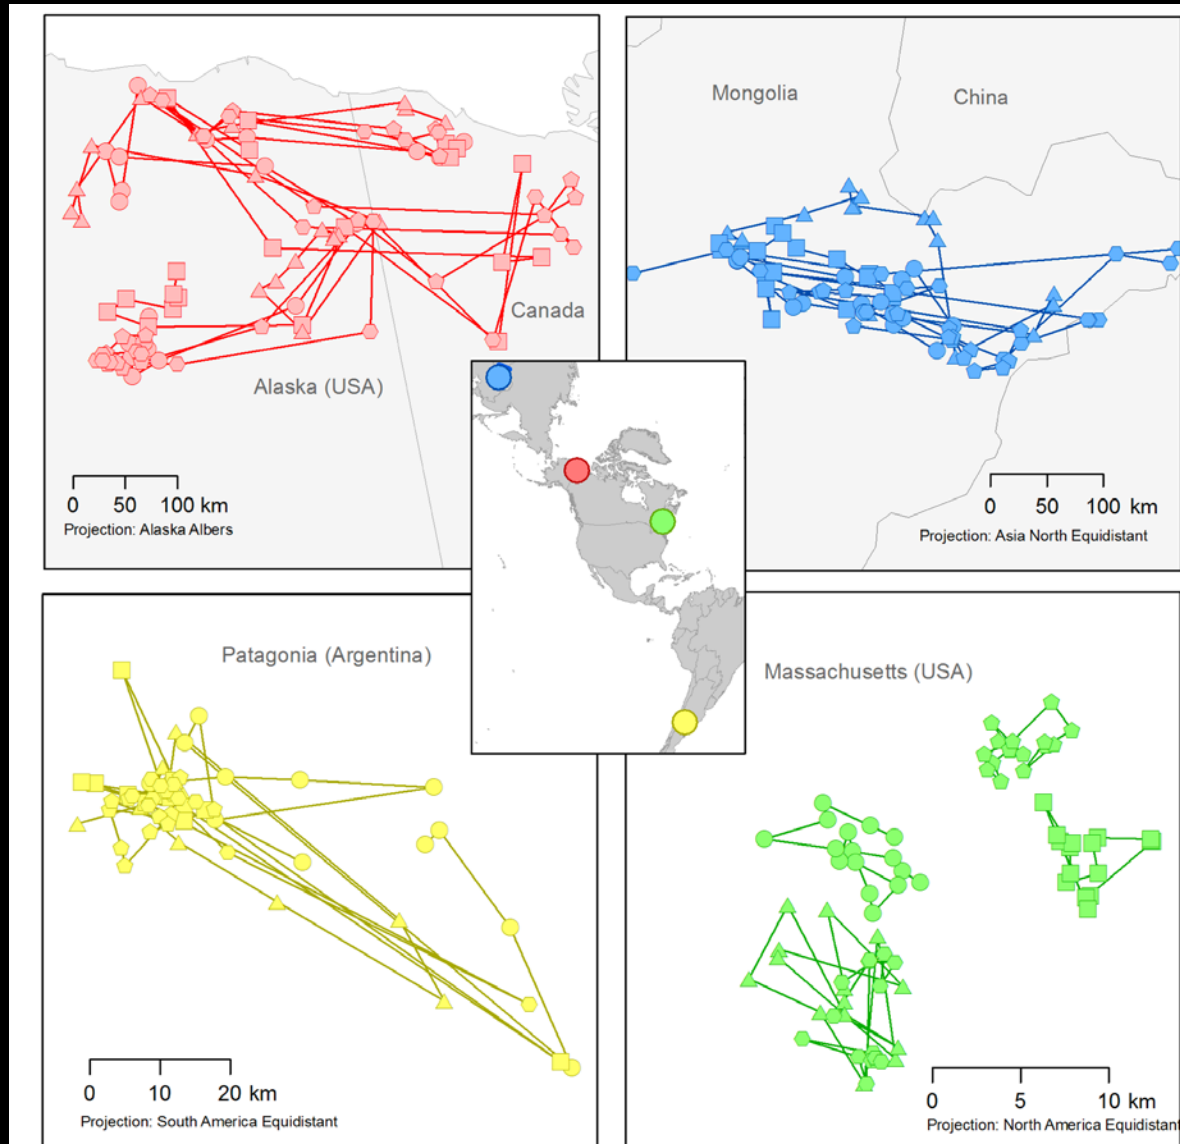 Mongolia
China
Canada
Alaska (USA)
0 50 100 km
Projection: Alaska Albers
0 50 100 km
Projection: Asia North Equidistant
Patagonia (Argentina)
Massachusetts (USA)
0 10 20 km
Projection: South America Equidistant
0 5 10 km
Projection: North America Equidistant